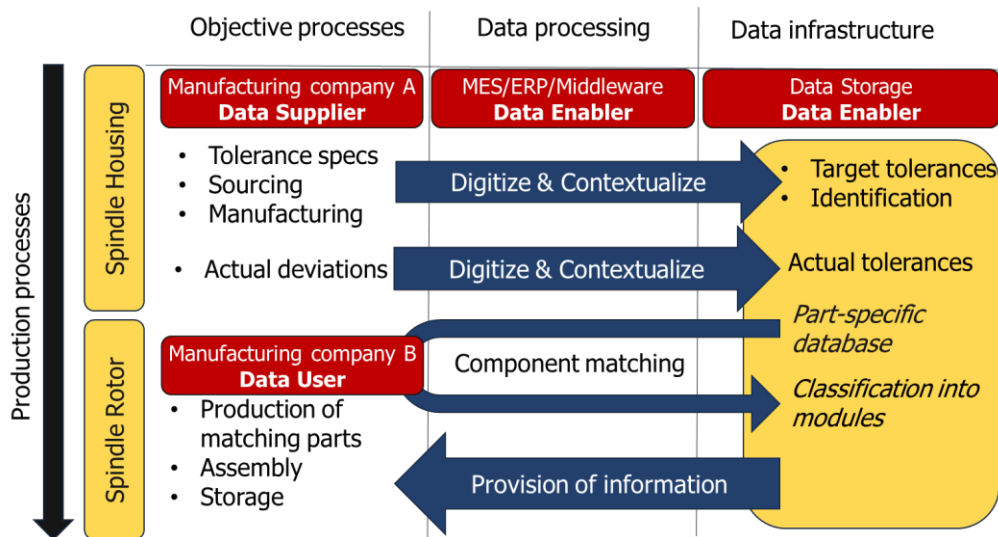 Objective processes
Data processing
Data infrastructure
Production processes
Spindle Housing
Manufacturing company A
Data Supplier
MES/ERP/Middleware
Data Enabler
Data Storage
Data Enabler
• Tolerance specs
• Sourcing
• Manufacturing
Digitize & Contextualize
• Target tolerances
• Identification
• Actual deviations
Digitize & Contextualize
Actual tolerances
Spindle Rotor
Manufacturing company B
Data User
Component matching
Part-specific
database
Classification into
modules
• Production of
matching parts
• Assembly
• Storage
Provision of information